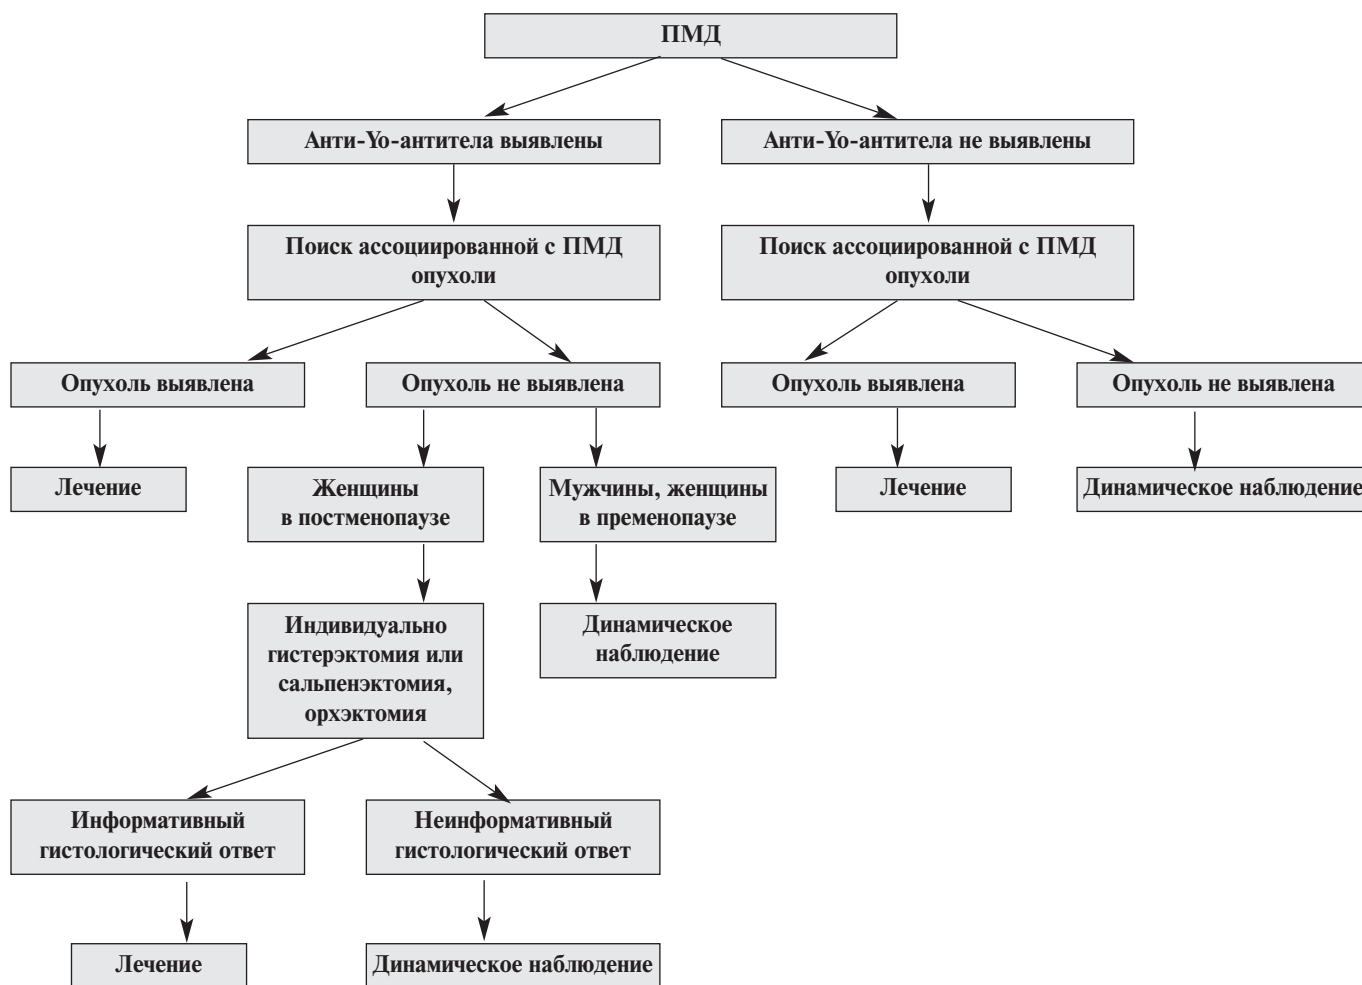 ПМД
Анти-Yo-антитела выявлены
Анти-Yo-антитела не выявлены
Поиск ассоциированной с ПМД
опухоли
Поиск ассоциированной с ПМД
опухоли
Опухоль выявлена
Опухоль не выявлена
Опухоль выявлена
Опухоль не выявлена
Лечение
Женщины
в постменопаузе
Мужчины, женщины
в пременопаузе
Лечение
Динамическое наблюдение
Индивидуально
гистерэктомия или
сальпенэктомия,
орхэктомия
Динамическое
наблюдение
Информативный
гистологический ответ
Неинформативный
гистологический ответ
Лечение
Динамическое наблюдение